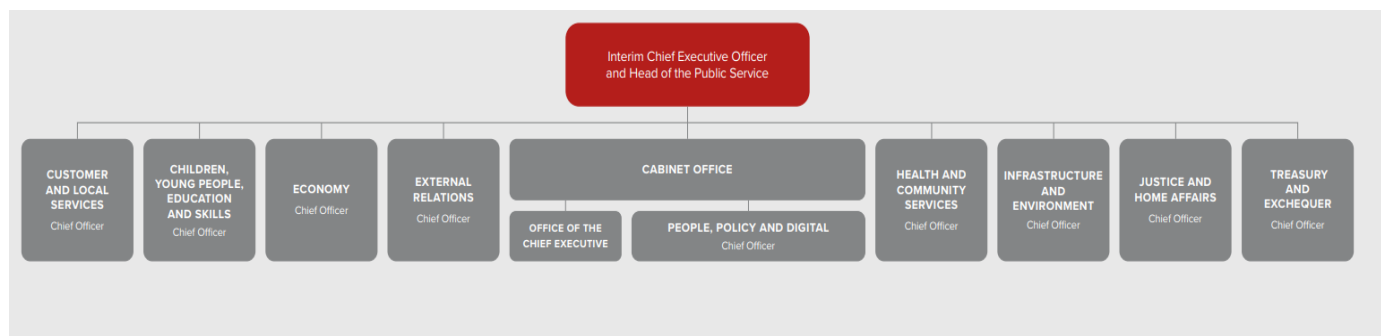 Interim Chief Executive Officer
and Head of the Public Service
CUSTOMER
AND LOCAL
SERVICES
Chief Officer
CHILDREN,
YOUNG PEOPLE,
EDUCATION
AND SKILLS
Chief Officer
ECONOMY
Chief Officer
EXTERNAL
RELATIONS
Chief Officer
CABINET OFFICE
OFFICE OF THE
CHIEF EXECUTIVE
PEOPLE, POLICY AND DIGITAL
Chief Officer
HEALTH AND
COMMUNITY
SERVICES
Chief Officer
INFRASTRUCTURE
AND
ENVIRONMENT
Chief Officer
JUSTICE AND
HOME AFFAIRS
Chief Officer
TREASURY
AND
EXCHEQUER
Chief Officer